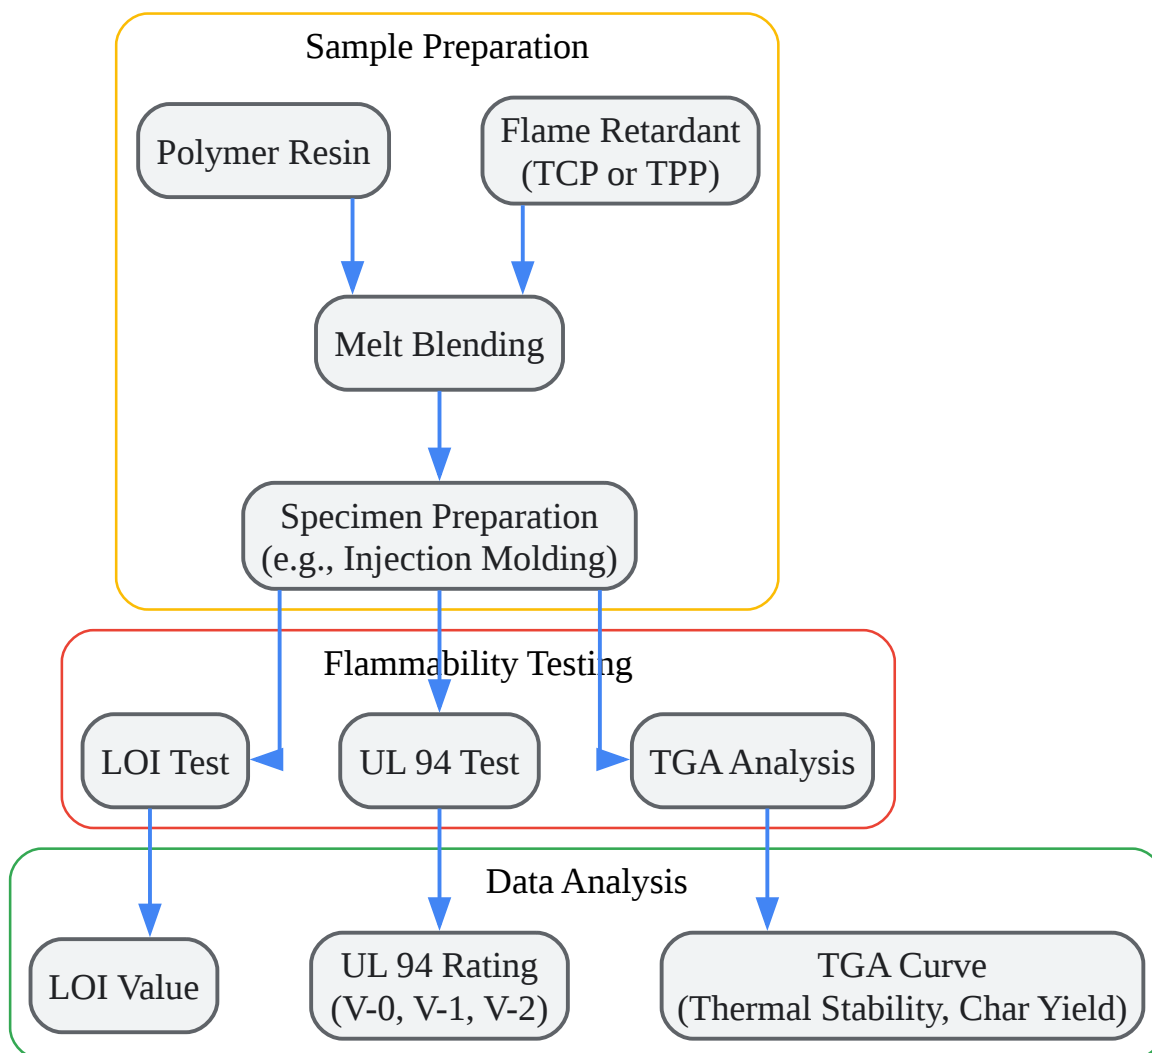 Sample Preparation
Polymer Resin
Flame Retardant
(TCP or TPP)
Melt Blending
Specimen Preparation
(e.g., Injection Molding)
Flammability Testing
LOI Test
UL 94 Test
TGA Analysis
Data Analysis
LOI Value
UL 94 Rating
(V-0, V-1, V-2)
TGA Curve
(Thermal Stability, Char Yield)